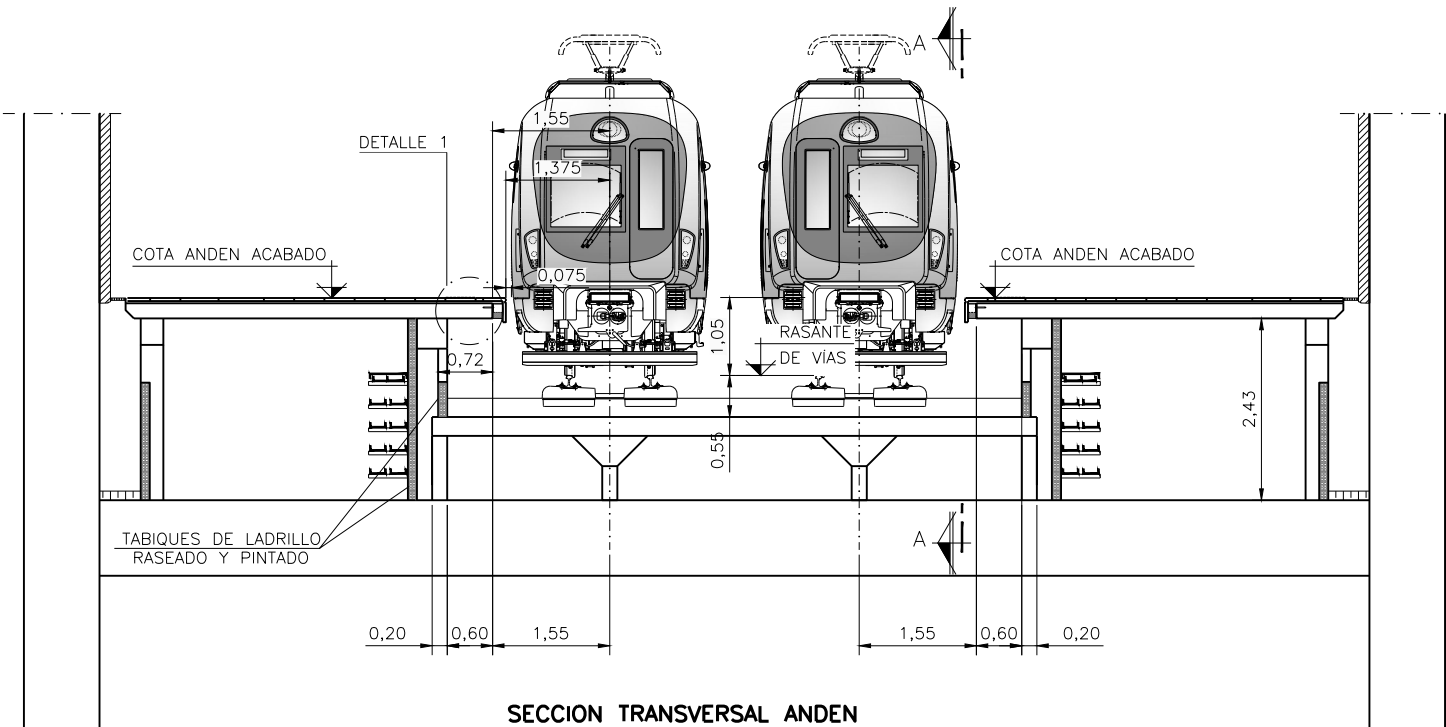 A
1,55
DETALLE 1
1,375
COTA ANDEN ACABADO
COTA ANDEN ACABADO
0,075
1,05
RASANTE
DE VÍAS
0,72
2,43
0,55
TABIQUES DE LADRILLO
RASEADO Y PINTADO
A
0,20
0,60
1,55
1,55
0,60
0,20
SECCION TRANSVERSAL ANDEN